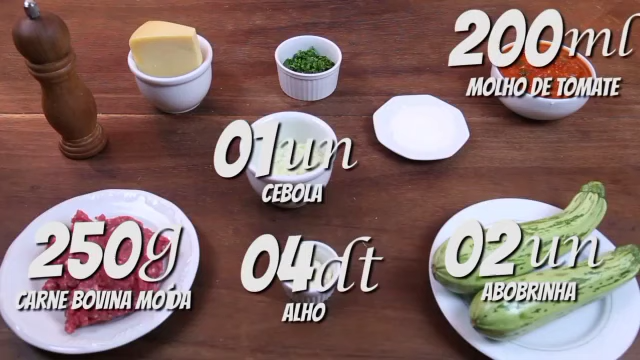 200ml
MOLHO DE TOMATE
01un
CEBOLA
250g
CARNE BOVINA MOÍDA
04dt
ALHO
02un
ABOBRINHA